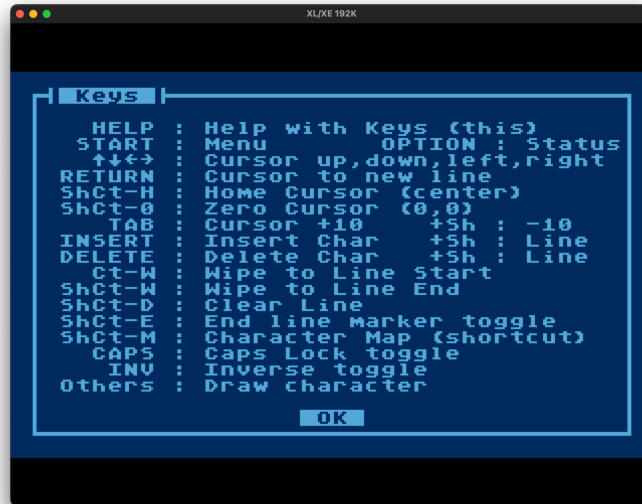 XL/XE 192K
Keys
HELP : Help with Keys (this)
START : Menu OPTION : Status
↑↓←→ : Cursor up,down,left,right
RETURN : Cursor to new line
ShCt-H : Home Cursor (center)
ShCt-0 : Zero Cursor (0,0)
TAB : Cursor +10 +Sh : -10
INSERT : Insert Char +Sh : Line
DELETE : Delete Char +Sh : Line
Ct-W : Wipe to Line Start
ShCt-W : Wipe to Line End
ShCt-D : Clear Line
ShCt-E : End line marker toggle
ShCt-M : Character Map (shortcut)
CAPS : Caps Lock toggle
INV : Inverse toggle
Others : Draw character
OK